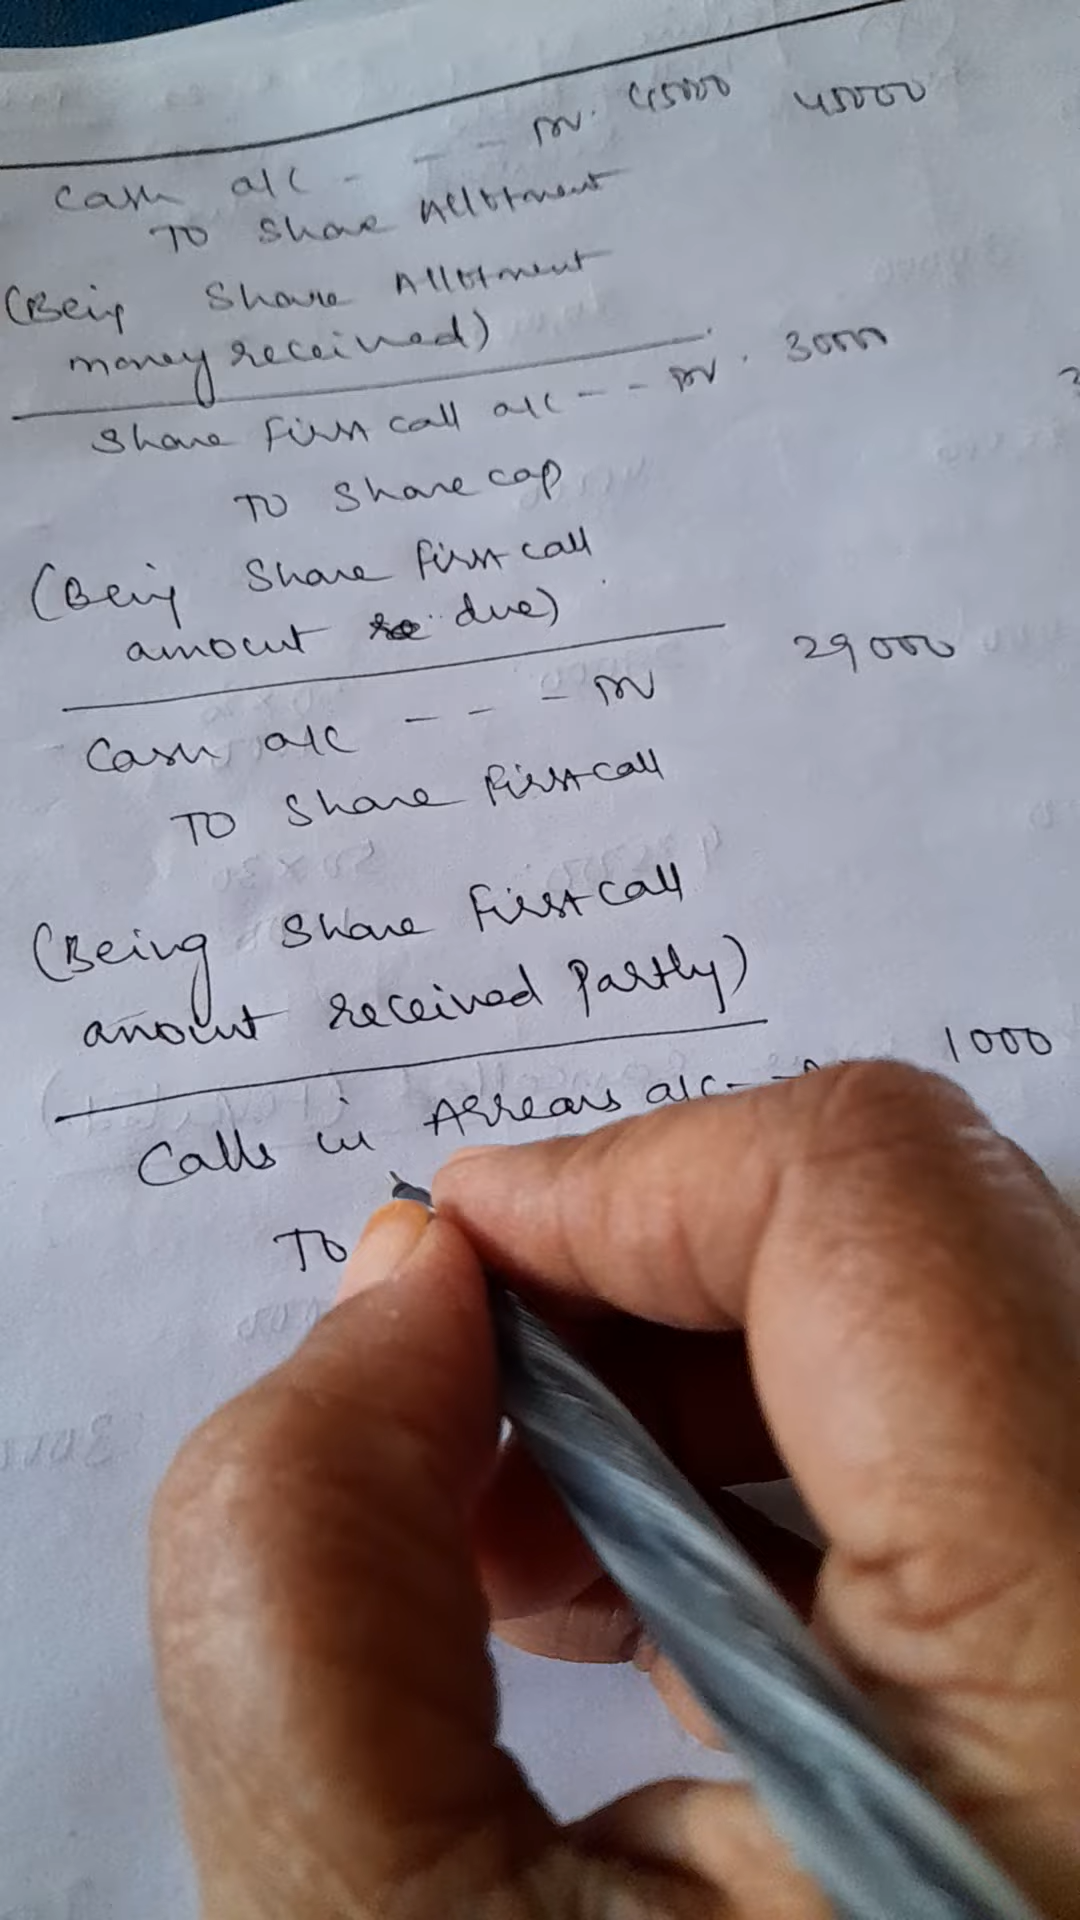 Cash a/c - - - Dr. 45000 45000
To Share Allotment
(Being Share Allotment
money received)
Share First call a/c - - Dr. 30000
To Share cap
(Being Share first call
amount due)
Cash a/c - - - Dr 29000
To Share first call
(Being Share First call
amount received Partly)
Calls in Arrears a/c - - 1000
To